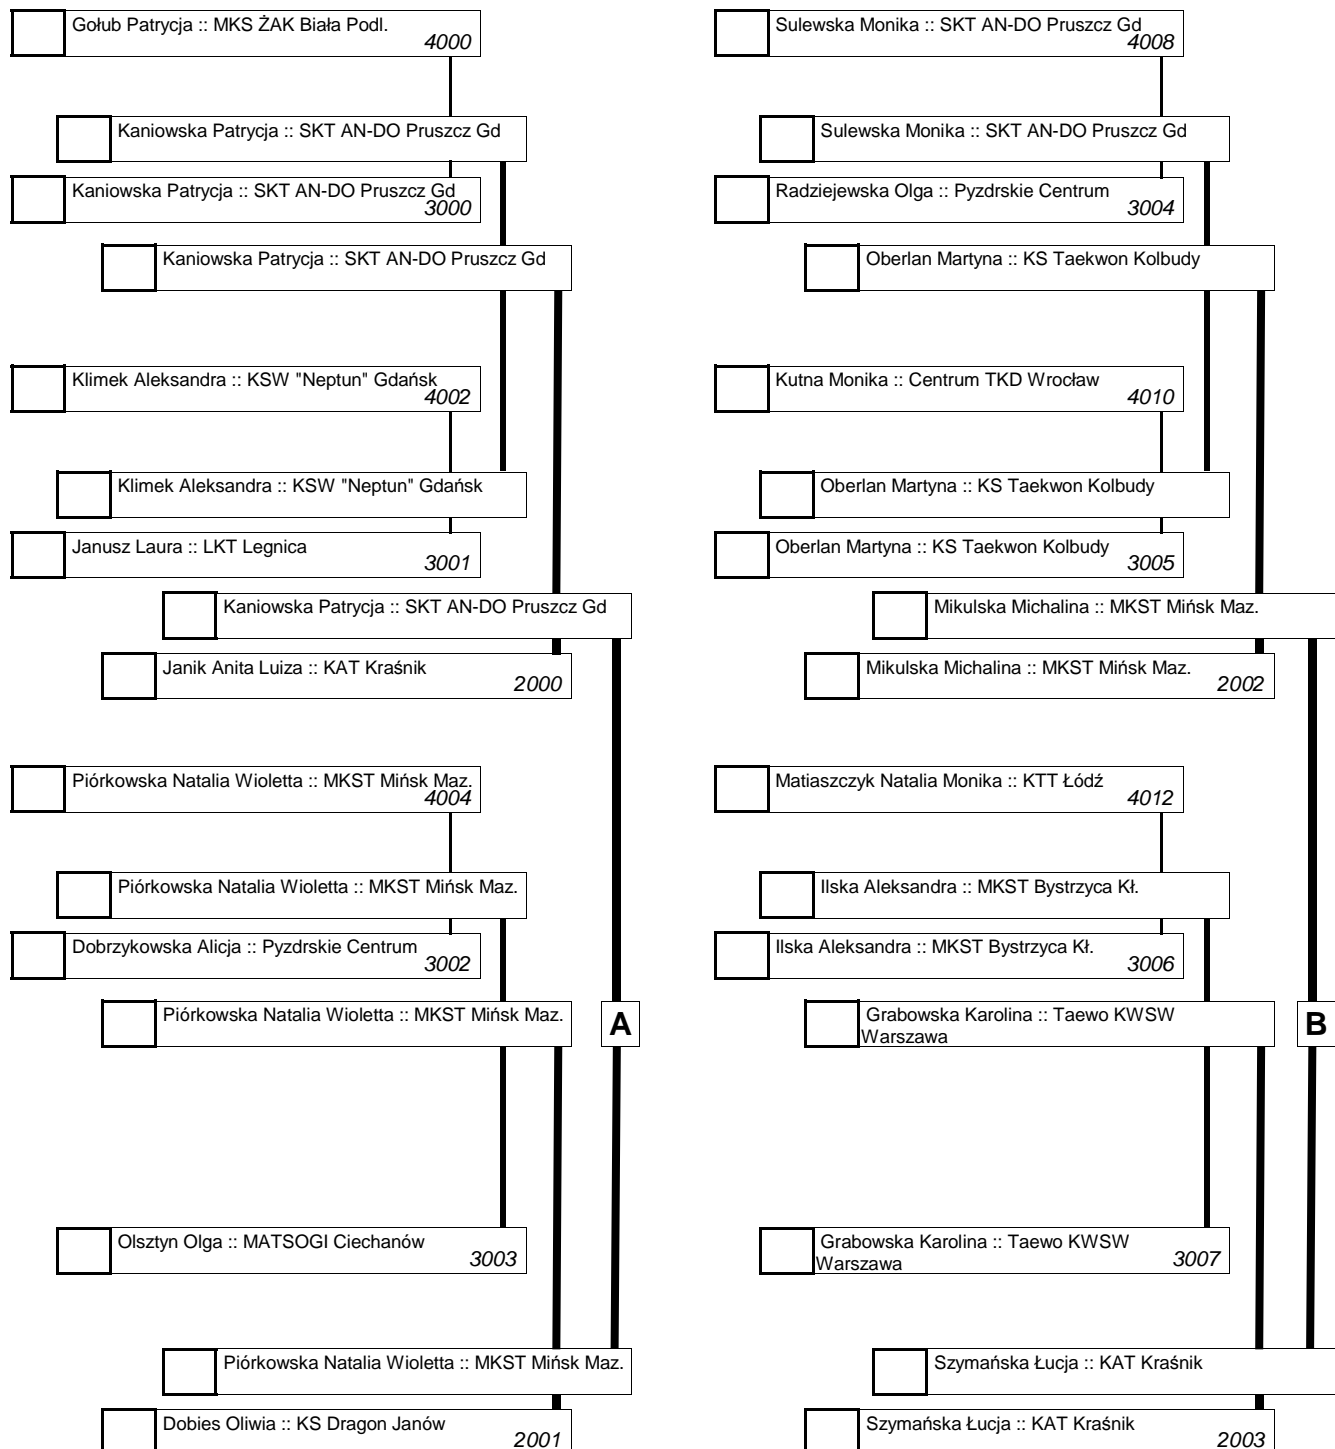 Gołub Patrycja :: MKS ŻAK Biała Podl.
4000
Kaniowska Patrycja :: SKT AN-DO Pruszcz Gd
Kaniowska Patrycja :: SKT AN-DO Pruszcz Gd
3000
Kaniowska Patrycja :: SKT AN-DO Pruszcz Gd
Klimek Aleksandra :: KSW "Neptun" Gdańsk
4002
Klimek Aleksandra :: KSW "Neptun" Gdańsk
Janusz Laura :: LKT Legnica
3001
Kaniowska Patrycja :: SKT AN-DO Pruszcz Gd
Janik Anita Luiza :: KAT Kraśnik
2000
Piórkowska Natalia Wioletta :: MKST Mińsk Maz.
4004
Piórkowska Natalia Wioletta :: MKST Mińsk Maz.
Dobrzykowska Alicja :: Pyzdrskie Centrum
3002
Piórkowska Natalia Wioletta :: MKST Mińsk Maz.
A
Olsztyn Olga :: MATSOGI Ciechanów
3003
Piórkowska Natalia Wioletta :: MKST Mińsk Maz.
Dobies Oliwia :: KS Dragon Janów
2001
Sulewska Monika :: SKT AN-DO Pruszcz Gd
4008
Sulewska Monika :: SKT AN-DO Pruszcz Gd
Radziejewska Olga :: Pyzdrskie Centrum
3004
Oberlan Martyna :: KS Taekwon Kolbudy
Kutna Monika :: Centrum TKD Wrocław
4010
Oberlan Martyna :: KS Taekwon Kolbudy
Oberlan Martyna :: KS Taekwon Kolbudy
3005
Mikulska Michalina :: MKST Mińsk Maz.
Mikulska Michalina :: MKST Mińsk Maz.
2002
Matiaszczyk Natalia Monika :: KTT Łódź
4012
Ilska Aleksandra :: MKST Bystrzyca Kł.
Ilska Aleksandra :: MKST Bystrzyca Kł.
3006
Grabowska Karolina :: Taewo KWSW
Warszawa
B
Grabowska Karolina :: Taewo KWSW
Warszawa
3007
Szymańska Łucja :: KAT Kraśnik
Szymańska Łucja :: KAT Kraśnik
2003